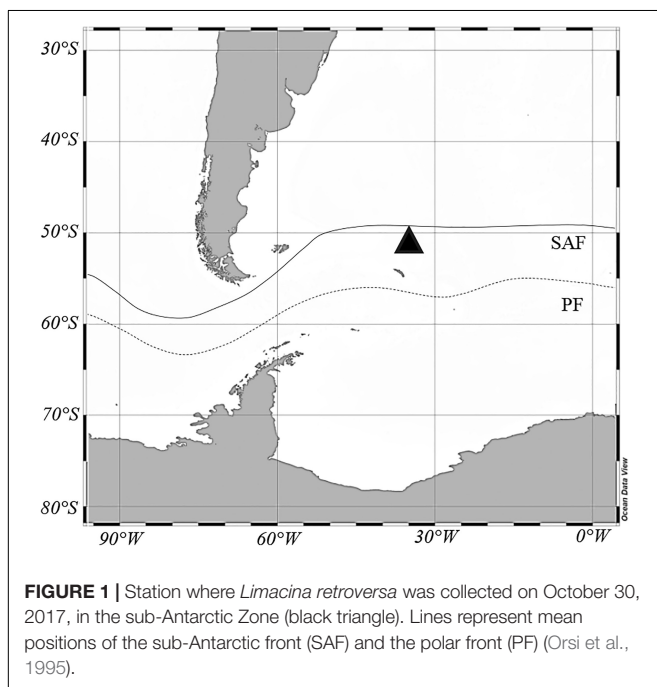 30°S
40°S
50°S
SAF
PF
60°S
70°S
80°S
90°W
60°W
30°W
0°W
Ocean Data View
FIGURE 1 | Station where Limacina retroversa was collected on October 30,
2017, in the sub-Antarctic Zone (black triangle). Lines represent mean
positions of the sub-Antarctic front (SAF) and the polar front (PF) (Orsi et al.,
1995).